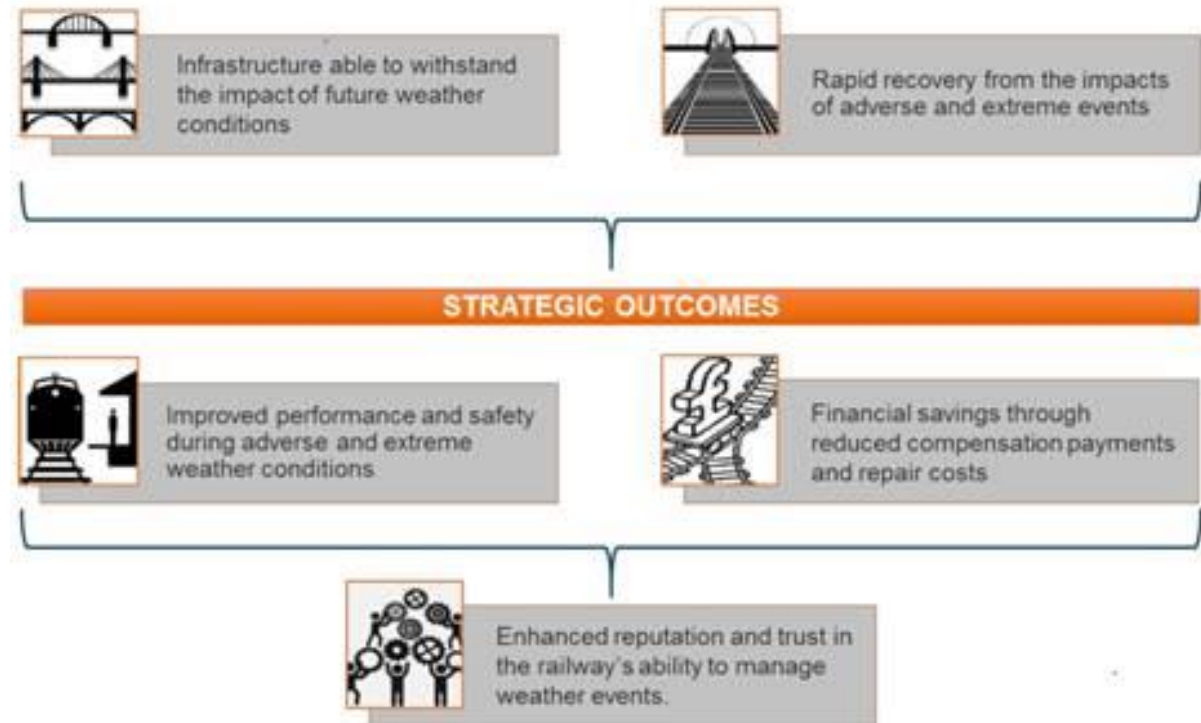 Infrastructure able to withstand
the impact of future weather
conditions
Rapid recovery from the impacts
of adverse and extreme events
STRATEGIC OUTCOMES
Improved performance and safety
during adverse and extreme
weather conditions
£
Financial savings through
reduced compensation payments
and repair costs
Enhanced reputation and trust in
the railway's ability to manage
weather events.